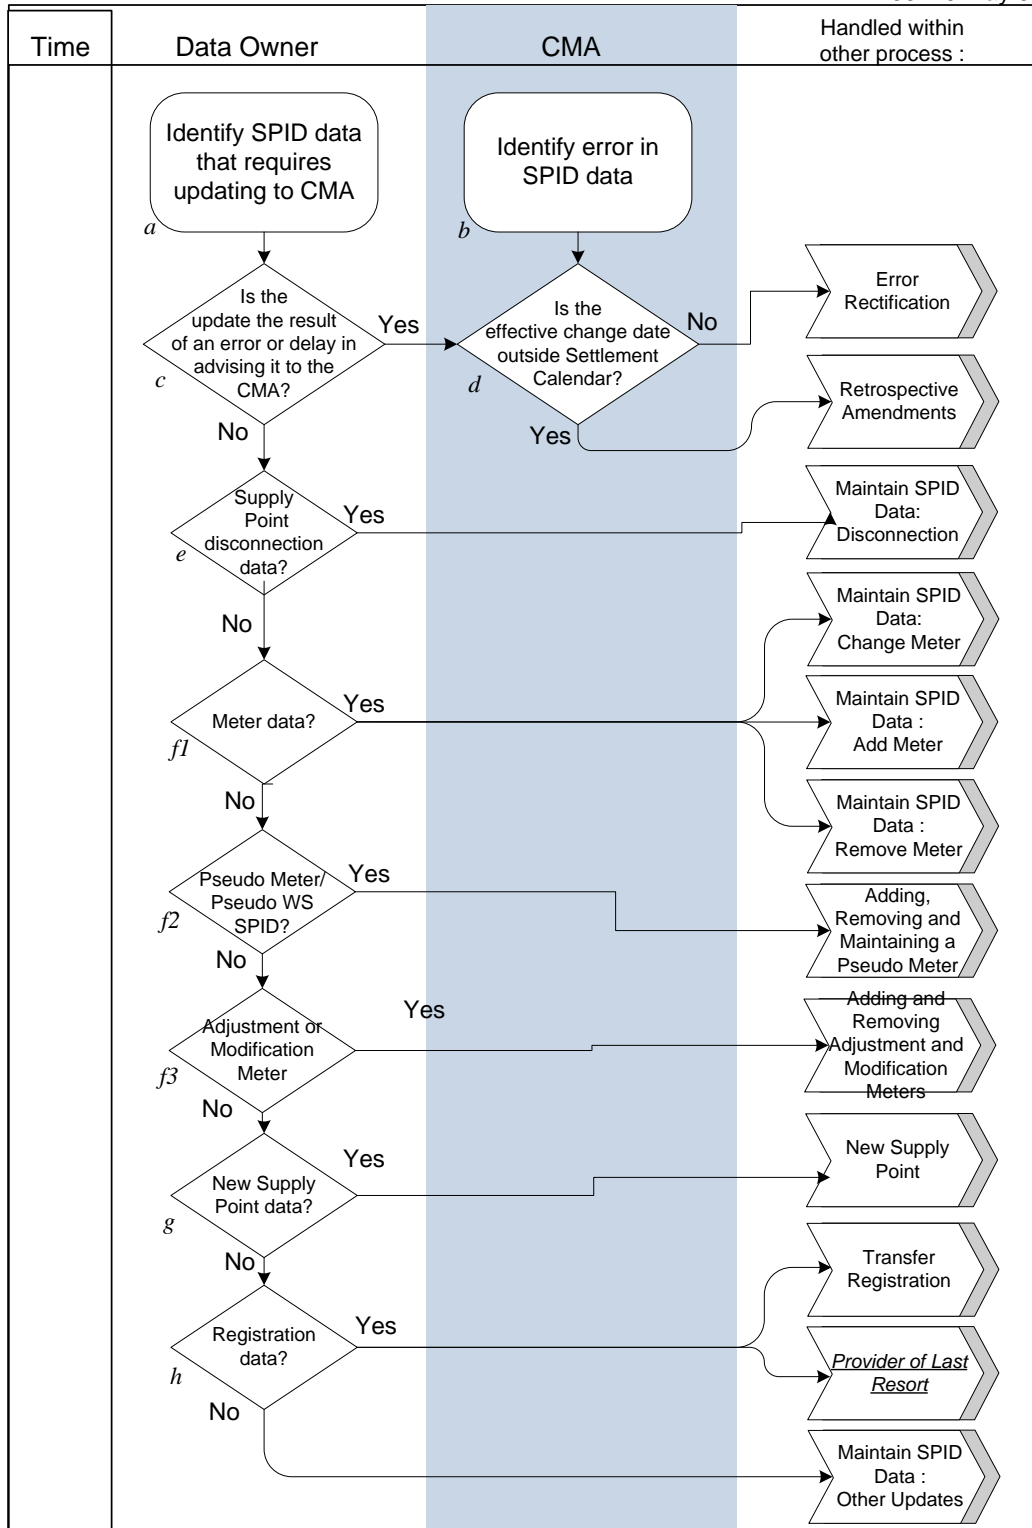 Time
Data Owner
CMA
Handled within
other process :
Identify SPID data
that requires
updating to CMA
a
Identify error in
SPID data
b
Is the
update the result
of an error or delay in
advising it to the
CMA?
c
Yes
No
Is the
effective change date
outside Settlement
Calendar?
d
No
Yes
Error
Rectification
Retrospective
Amendments
Supply
Point
disconnection
data?
e
Yes
No
Maintain SPID
Data:
Disconnection
Meter data?
f1
Yes
No
Maintain SPID
Data:
Change Meter
Maintain SPID
Data :
Add Meter
Maintain SPID
Data :
Remove Meter
Pseudo Meter/
Pseudo WS
SPID?
f2
Yes
No
Adding,
Removing and
Maintaining a
Pseudo Meter
Adjustment or
Modification
Meter
f3
Yes
No
Adding and
Removing
Adjustment and
Modification
Meters
New Supply
Point data?
g
Yes
No
New Supply
Point
Registration
data?
h
Yes
No
Transfer
Registration
Provider of Last
Resort
Maintain SPID
Data :
Other Updates